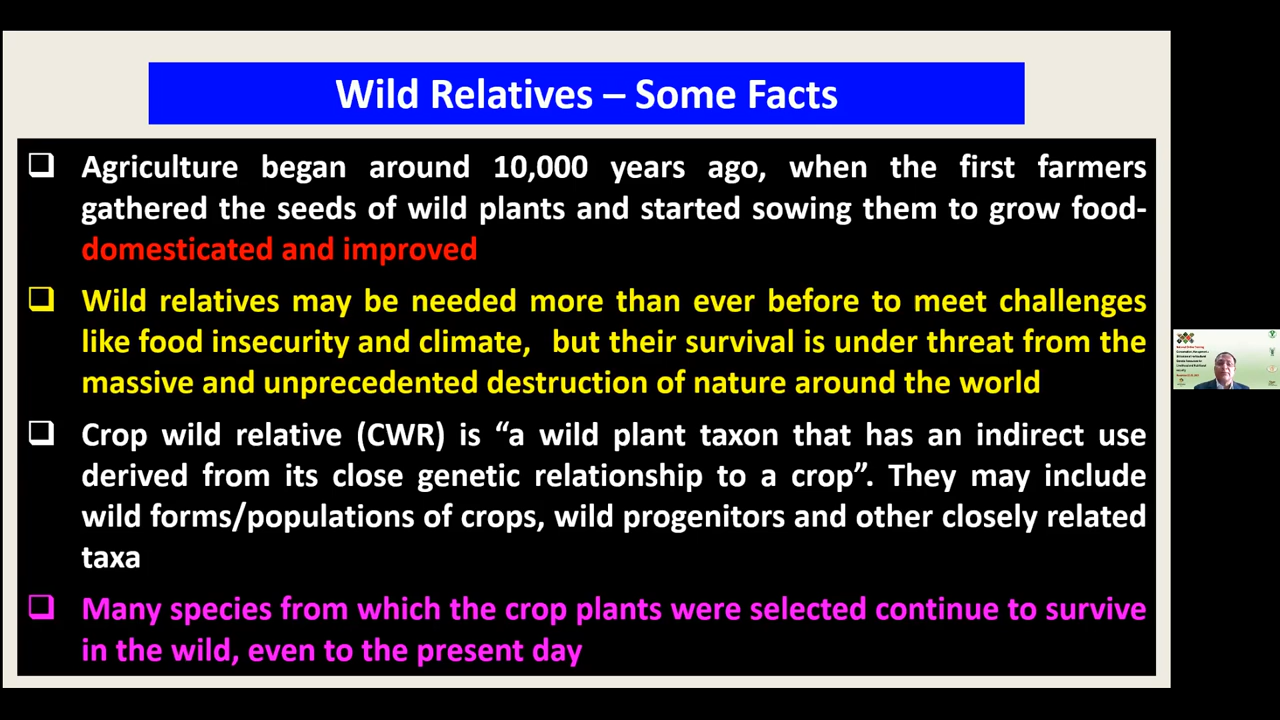 Wild Relatives – Some Facts
❑ Agriculture began around 10,000 years ago, when the first farmers
gathered the seeds of wild plants and started sowing them to grow food-
domesticated and improved
❑ Wild relatives may be needed more than ever before to meet challenges
like food insecurity and climate, but their survival is under threat from the
massive and unprecedented destruction of nature around the world
❑ Crop wild relative (CWR) is “a wild plant taxon that has an indirect use
derived from its close genetic relationship to a crop”. They may include
wild forms/populations of crops, wild progenitors and other closely related
taxa
❑ Many species from which the crop plants were selected continue to survive
in the wild, even to the present day